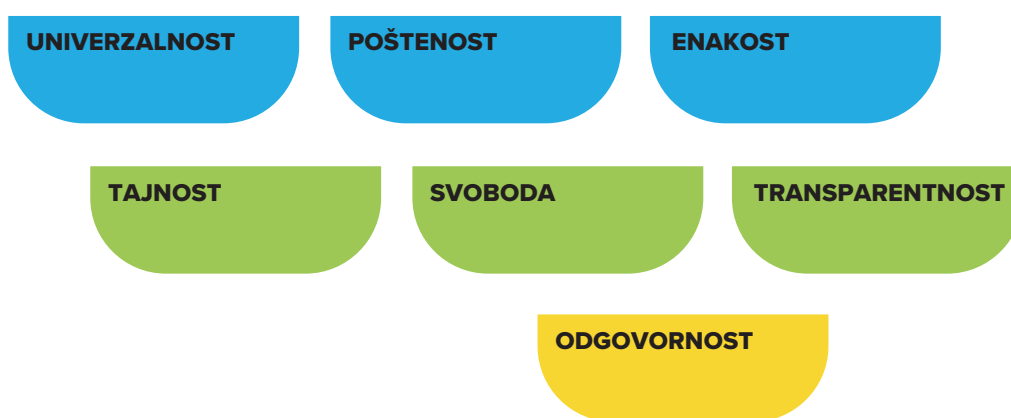 UNIVERZALNOST
POŠTENOST
ENAKOST
TAJNOST
SVOBODA
TRANSPARENTNOST
ODGOVORNOST